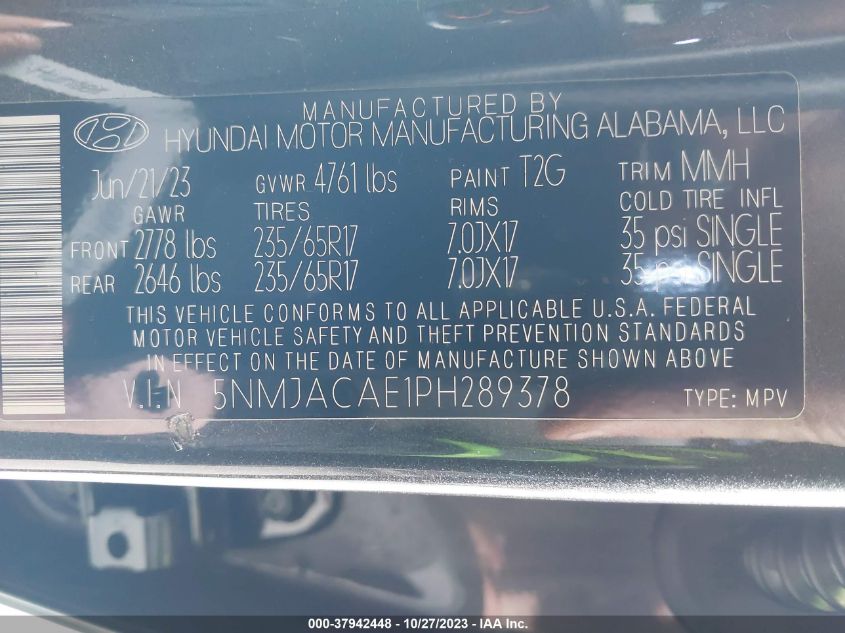 MANUFACTURED BY
HYUNDAI MOTOR MANUFACTURING ALABAMA, LLC
Jun/21/23 GVWR 4761 lbs PAINT T2G TRIM MMH
GAWR TIRES RIMS COLD TIRE INFL
FRONT 2778 lbs 235/65R17 7.0JX17 35 psi SINGLE
REAR 2646 lbs 235/65R17 7.0JX17 35 psi SINGLE
THIS VEHICLE CONFORMS TO ALL APPLICABLE U.S.A. FEDERAL
MOTOR VEHICLE SAFETY AND THEFT PREVENTION STANDARDS
IN EFFECT ON THE DATE OF MANUFACTURE SHOWN ABOVE
V.I.N 5NMJACAE1PH289378 TYPE: MPV
000-37942448 | 10/27/2023 - IAA Inc.